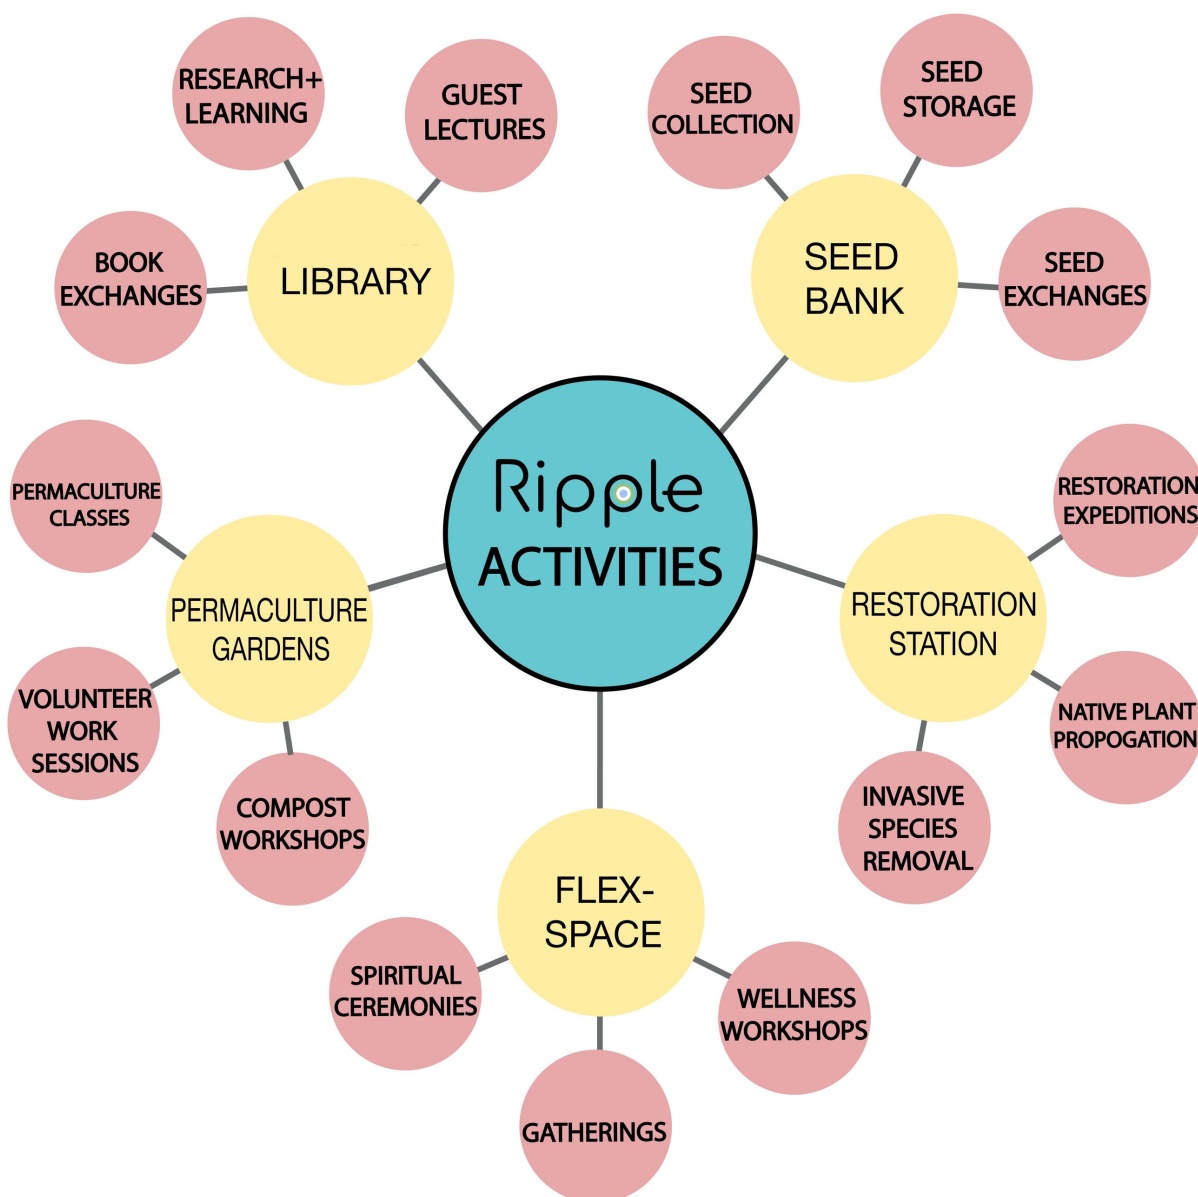 RESEARCH+
LEARNING
GUEST
LECTURES
BOOK
EXCHANGES
LIBRARY
SEED
COLLECTION
SEED
STORAGE
SEED
EXCHANGES
SEED
BANK
Ripple
ACTIVITIES
PERMACULTURE
CLASSES
VOLUNTEER
WORK
SESSIONS
COMPOST
WORKSHOPS
PERMACULTURE
GARDENS
RESTORATION
EXPEDITIONS
NATIVE PLANT
PROPOGATION
INVASIVE
SPECIES
REMOVAL
RESTORATION
STATION
FLEX-
SPACE
SPIRITUAL
CEREMONIES
GATHERINGS
WELLNESS
WORKSHOPS